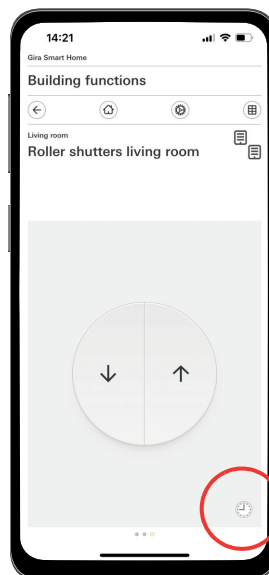 14:21
Gira Smart Home
Building functions
Living room
Roller shutters living room